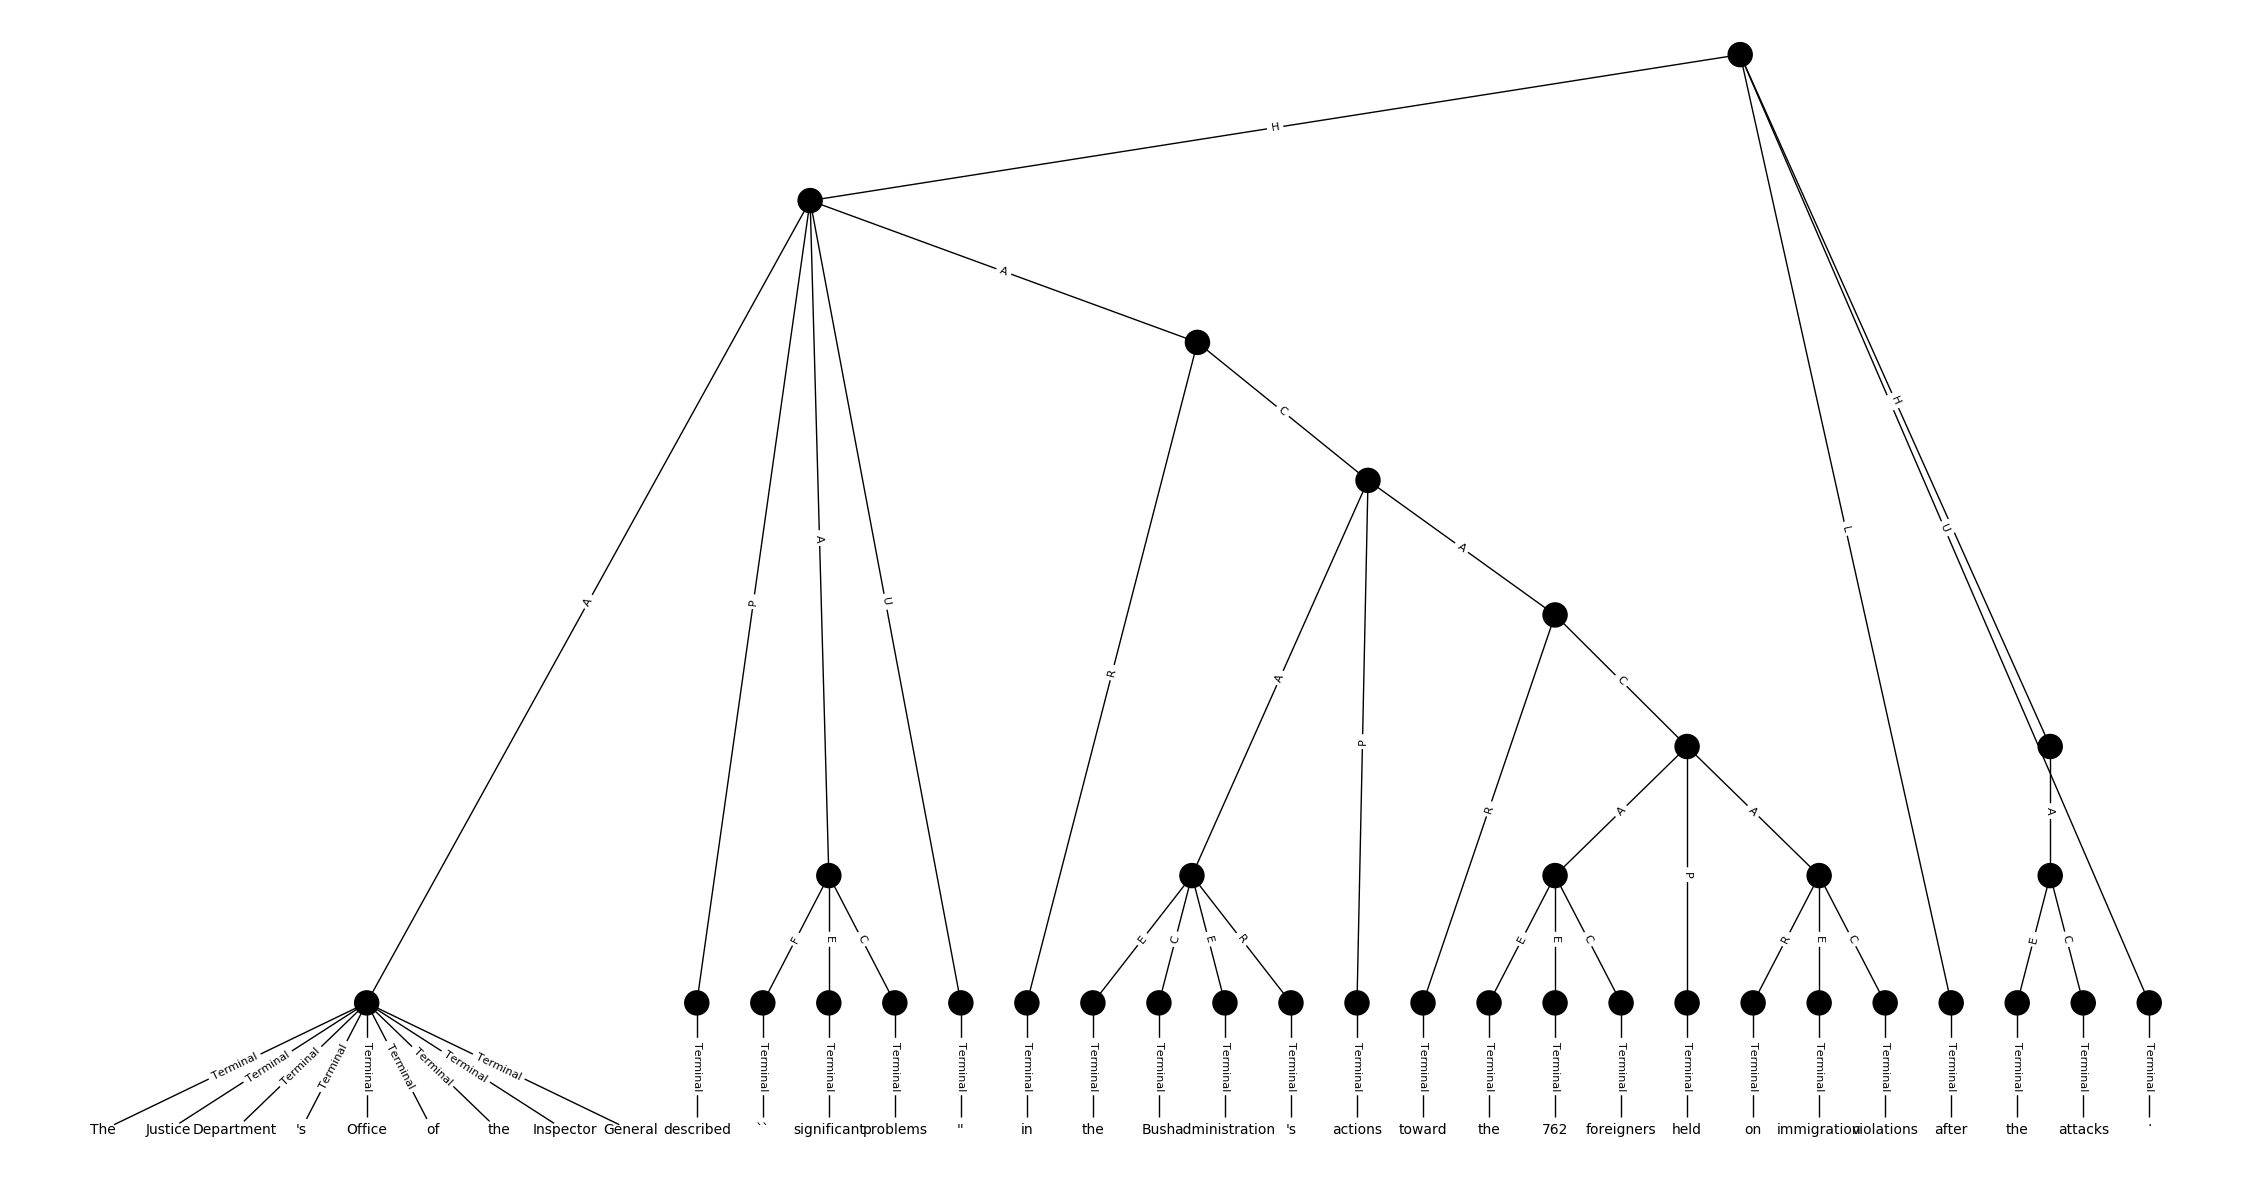 H
A
C
H
A
U
L
A
A
P
U
C
R
A
P
R
A
A
A
P
F
E
C
E
C
E
R
E
E
C
R
E
C
E
C
Terminal Terminal Terminal Terminal Terminal Terminal Terminal Terminal Terminal Terminal Terminal Terminal Terminal Terminal Terminal Terminal Terminal Terminal Terminal Terminal Terminal Terminal Terminal Terminal Terminal Terminal Terminal Terminal Terminal Terminal Terminal Terminal
The Justice Department 's Office of the Inspector General described `` significant problems " in the Bush administration 's actions toward the 762 foreigners held on immigration violations after the attacks .